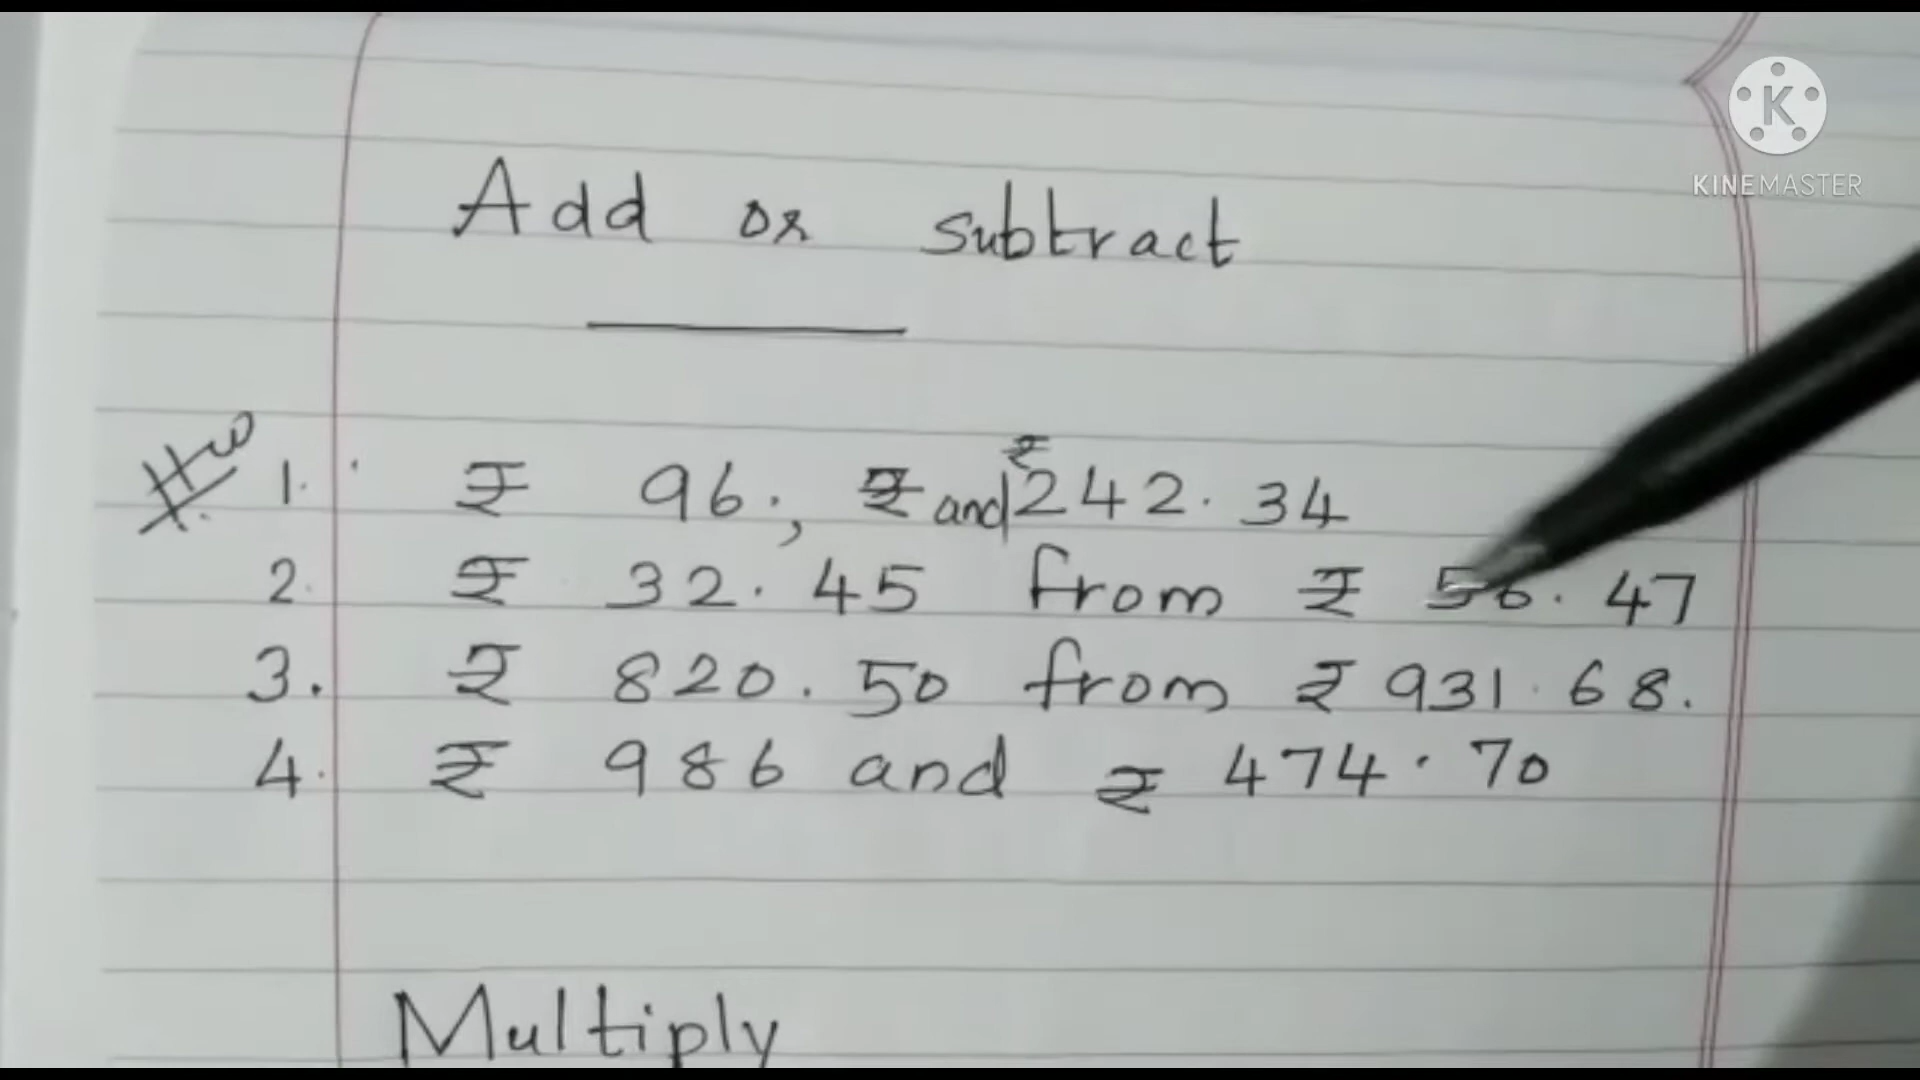 KINEMASTER
Add or subtract
HW 1. ₹ 96., ₹ and ₹ 242.34
2. ₹ 32.45 from ₹ 56.47
3. ₹ 820.50 from ₹ 931.68.
4. ₹ 986 and ₹ 474.70
Multiply